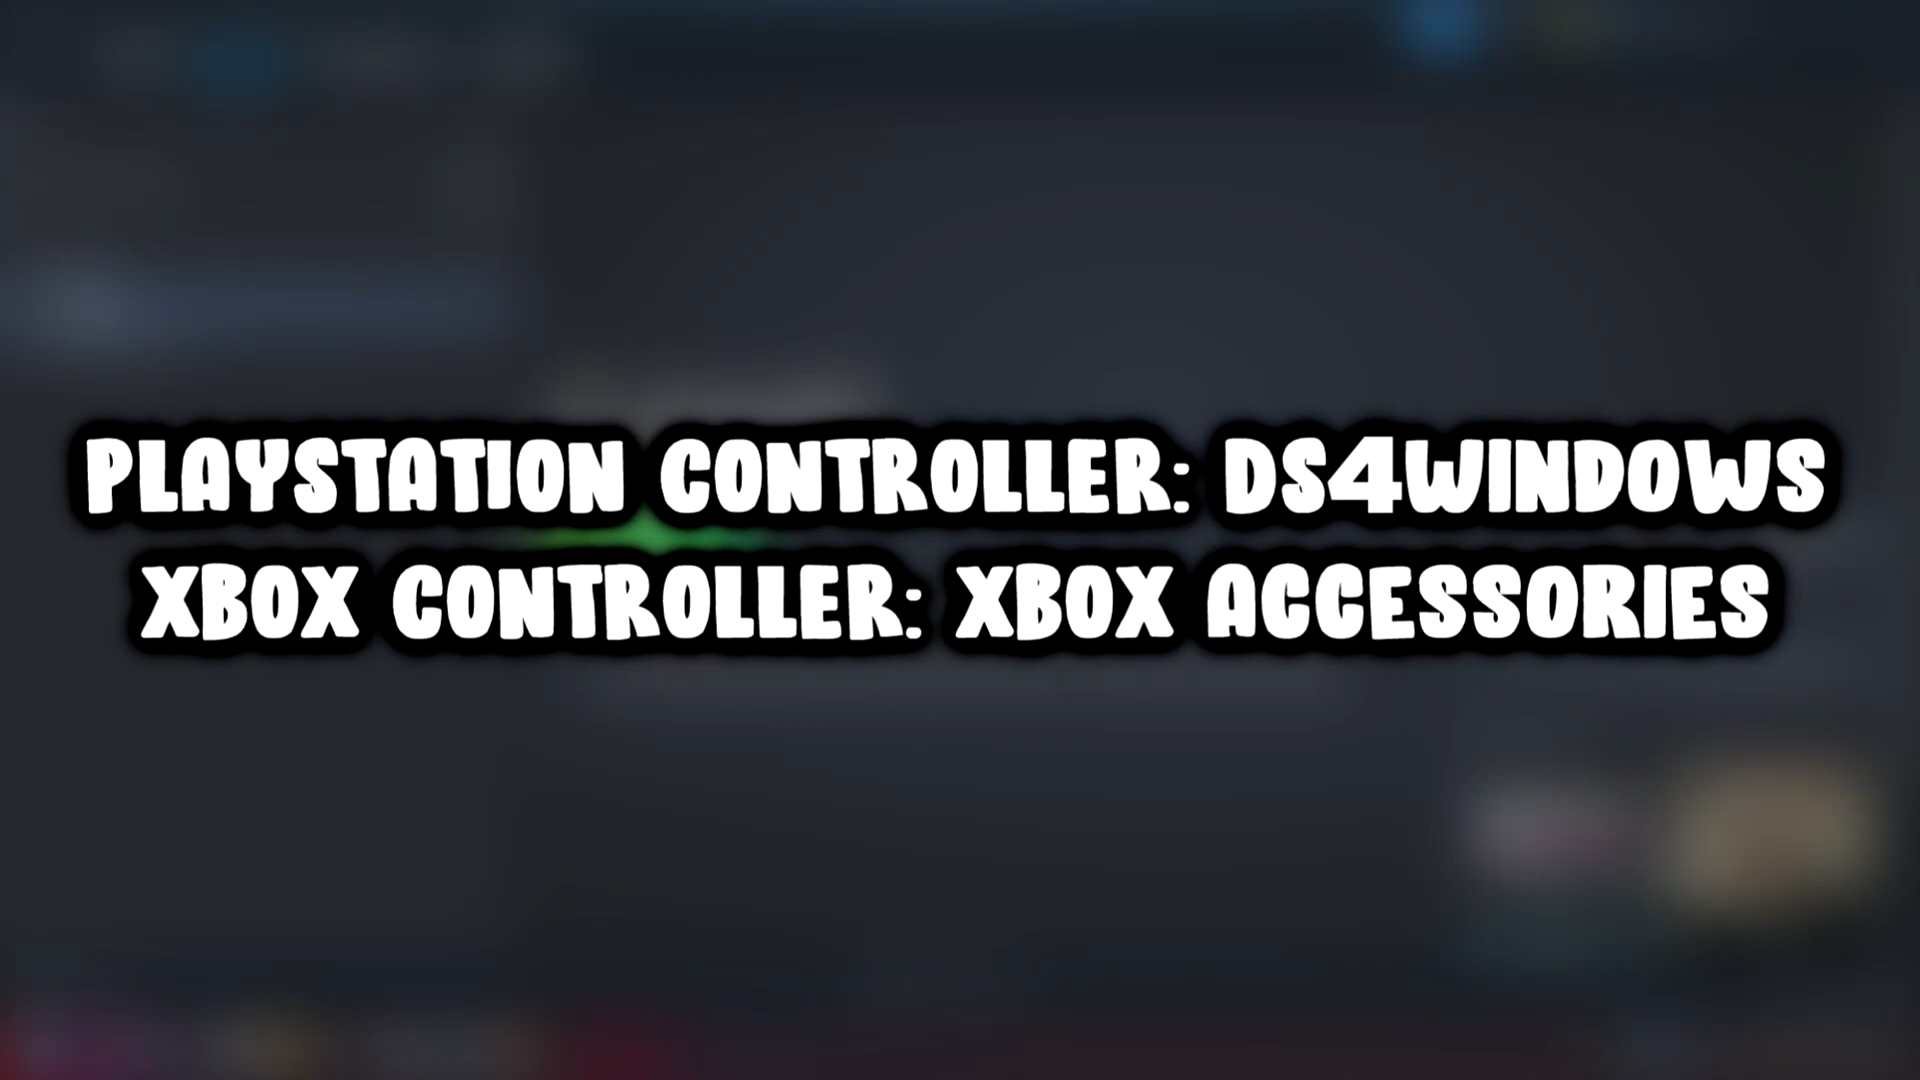 PLAYSTATION CONTROLLER: DS4WINDOWS
XBOX CONTROLLER: XBOX ACCESSORIES